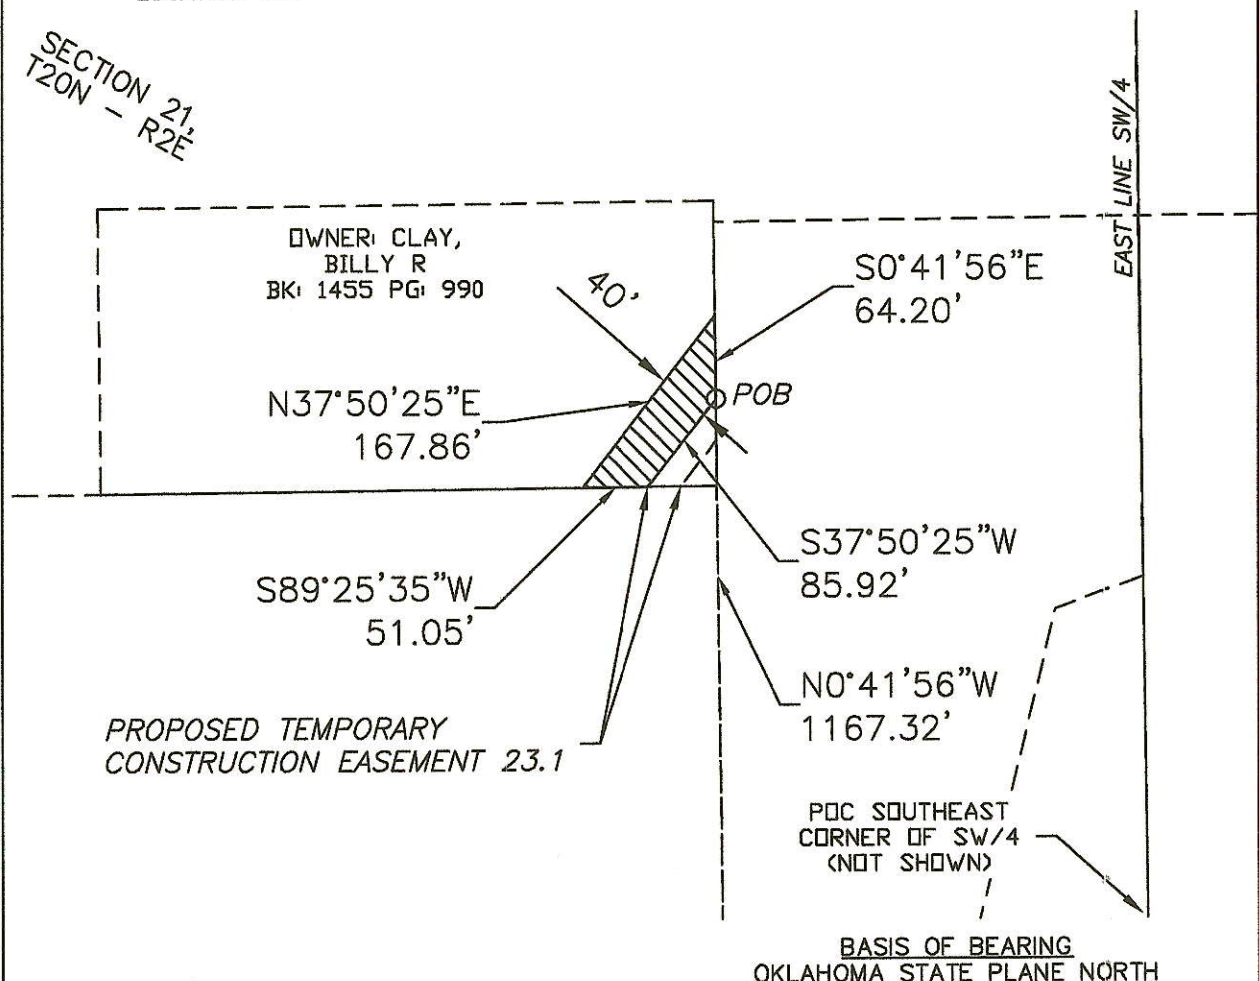 SECTION 21,
T20N - R2E
EAST LINE SW/4
OWNER: CLAY,
BILLY R
BK: 1455 PG: 990
40'
S0°41'56"E
64.20'
N37°50'25"E
167.86'
POB
S37°50'25"W
85.92'
S89°25'35"W
51.05'
N0°41'56"W
1167.32'
PROPOSED TEMPORARY
CONSTRUCTION EASEMENT 23.1
POC SOUTHEAST
CORNER OF SW/4
(NOT SHOWN)
BASIS OF BEARING
OKLAHOMA STATE PLANE NORTH